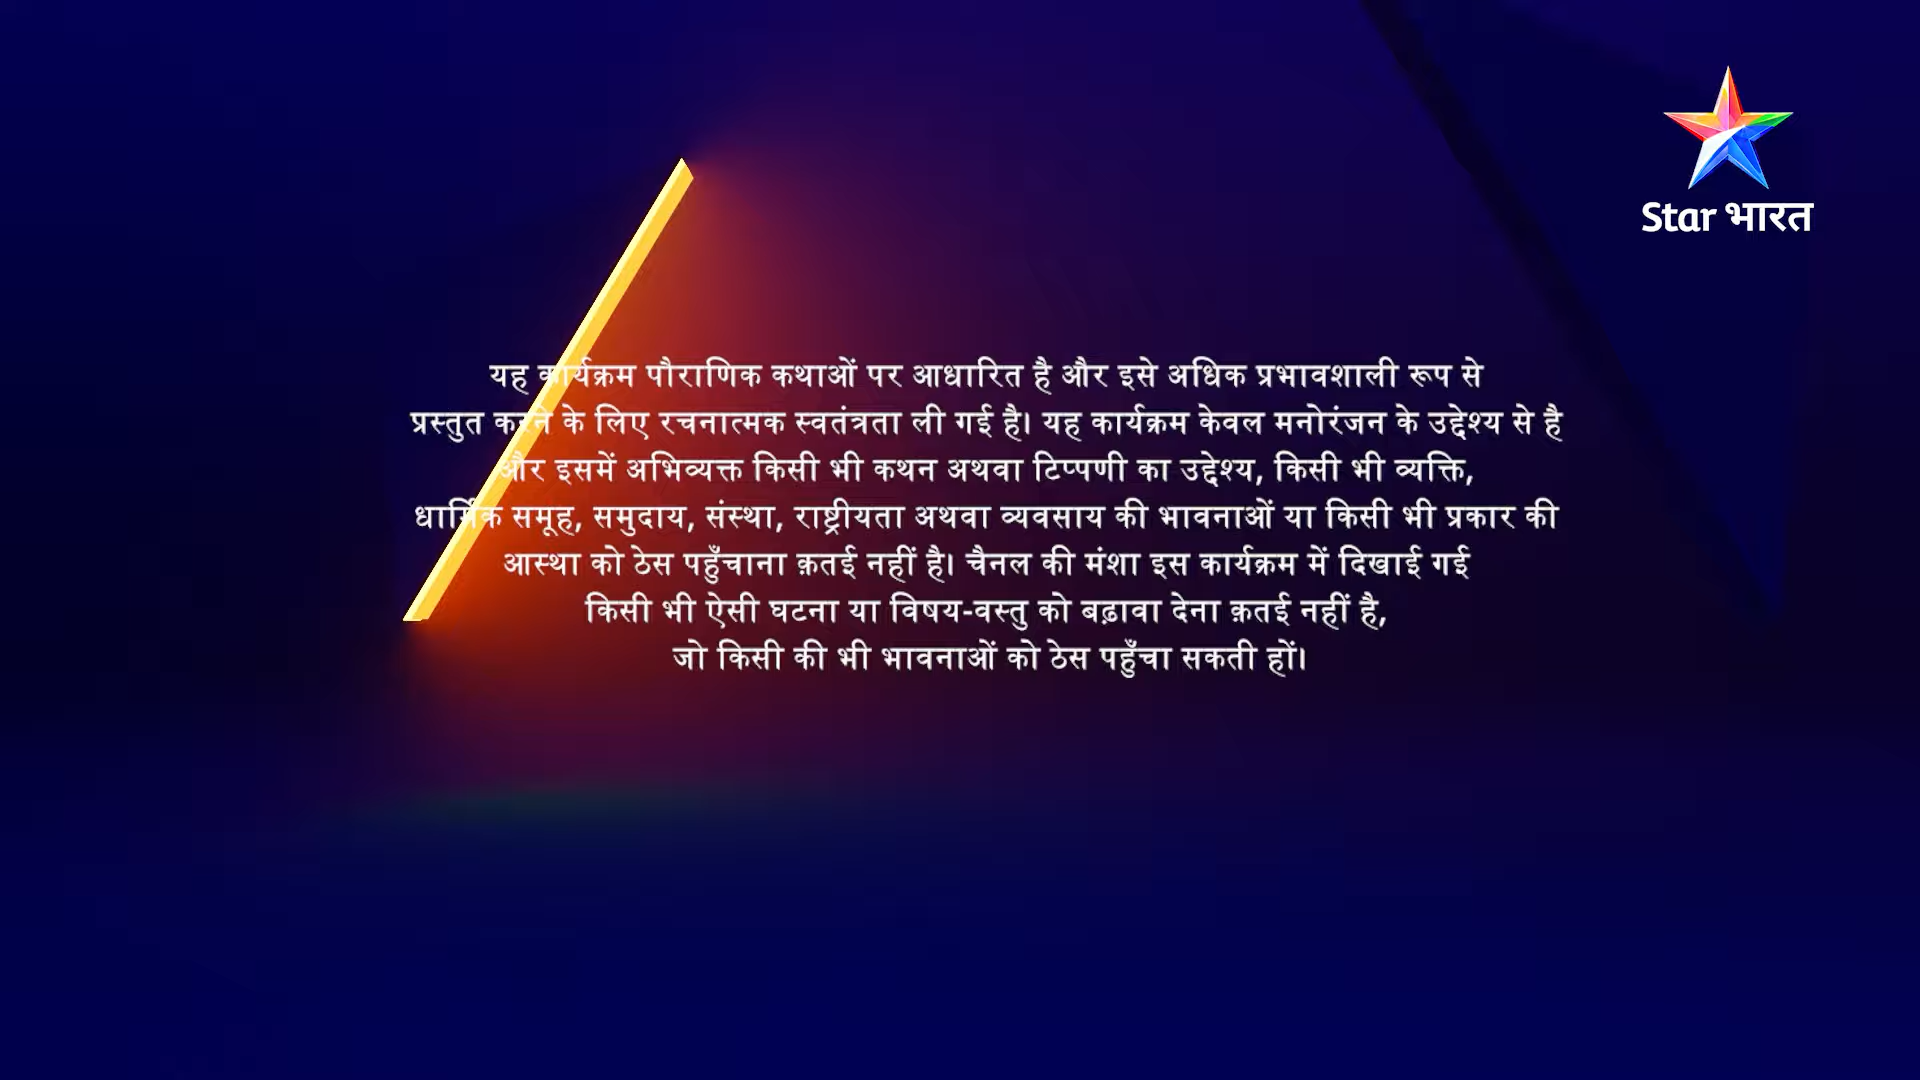 Star भारत
यह कार्यक्रम पौराणिक कथाओं पर आधारित है और इसे अधिक प्रभावशाली रूप से
प्रस्तुत करने के लिए रचनात्मक स्वतंत्रता ली गई है। यह कार्यक्रम केवल मनोरंजन के उद्देश्य से है
और इसमें अभिव्यक्त किसी भी कथन अथवा टिप्पणी का उद्देश्य, किसी भी व्यक्ति,
धार्मिक समूह, समुदाय, संस्था, राष्ट्रीयता अथवा व्यवसाय की भावनाओं या किसी भी प्रकार की
आस्था को ठेस पहुँचाना क़तई नहीं है। चैनल की मंशा इस कार्यक्रम में दिखाई गई
किसी भी ऐसी घटना या विषय-वस्तु को बढ़ावा देना क़तई नहीं है,
जो किसी की भी भावनाओं को ठेस पहुँचा सकती हों।